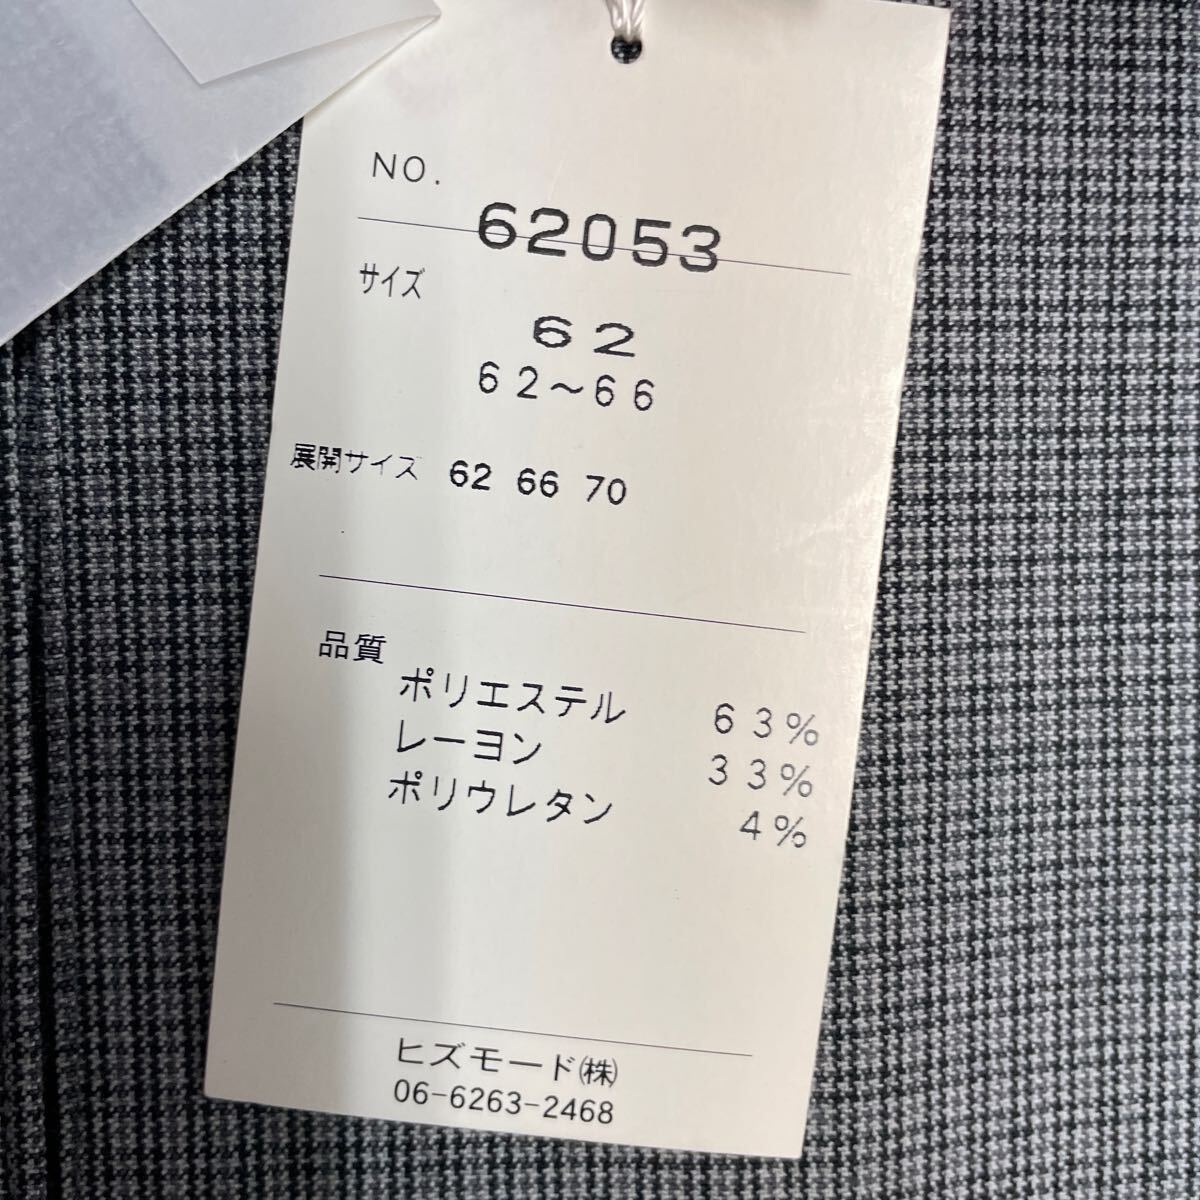 NO.
62053
サイズ
62
62～66
展開サイズ 62 66 70
品質
ポリエステル 63%
レーヨン 33%
ポリウレタン 4%
ヒズモード㈱
06-6263-2468